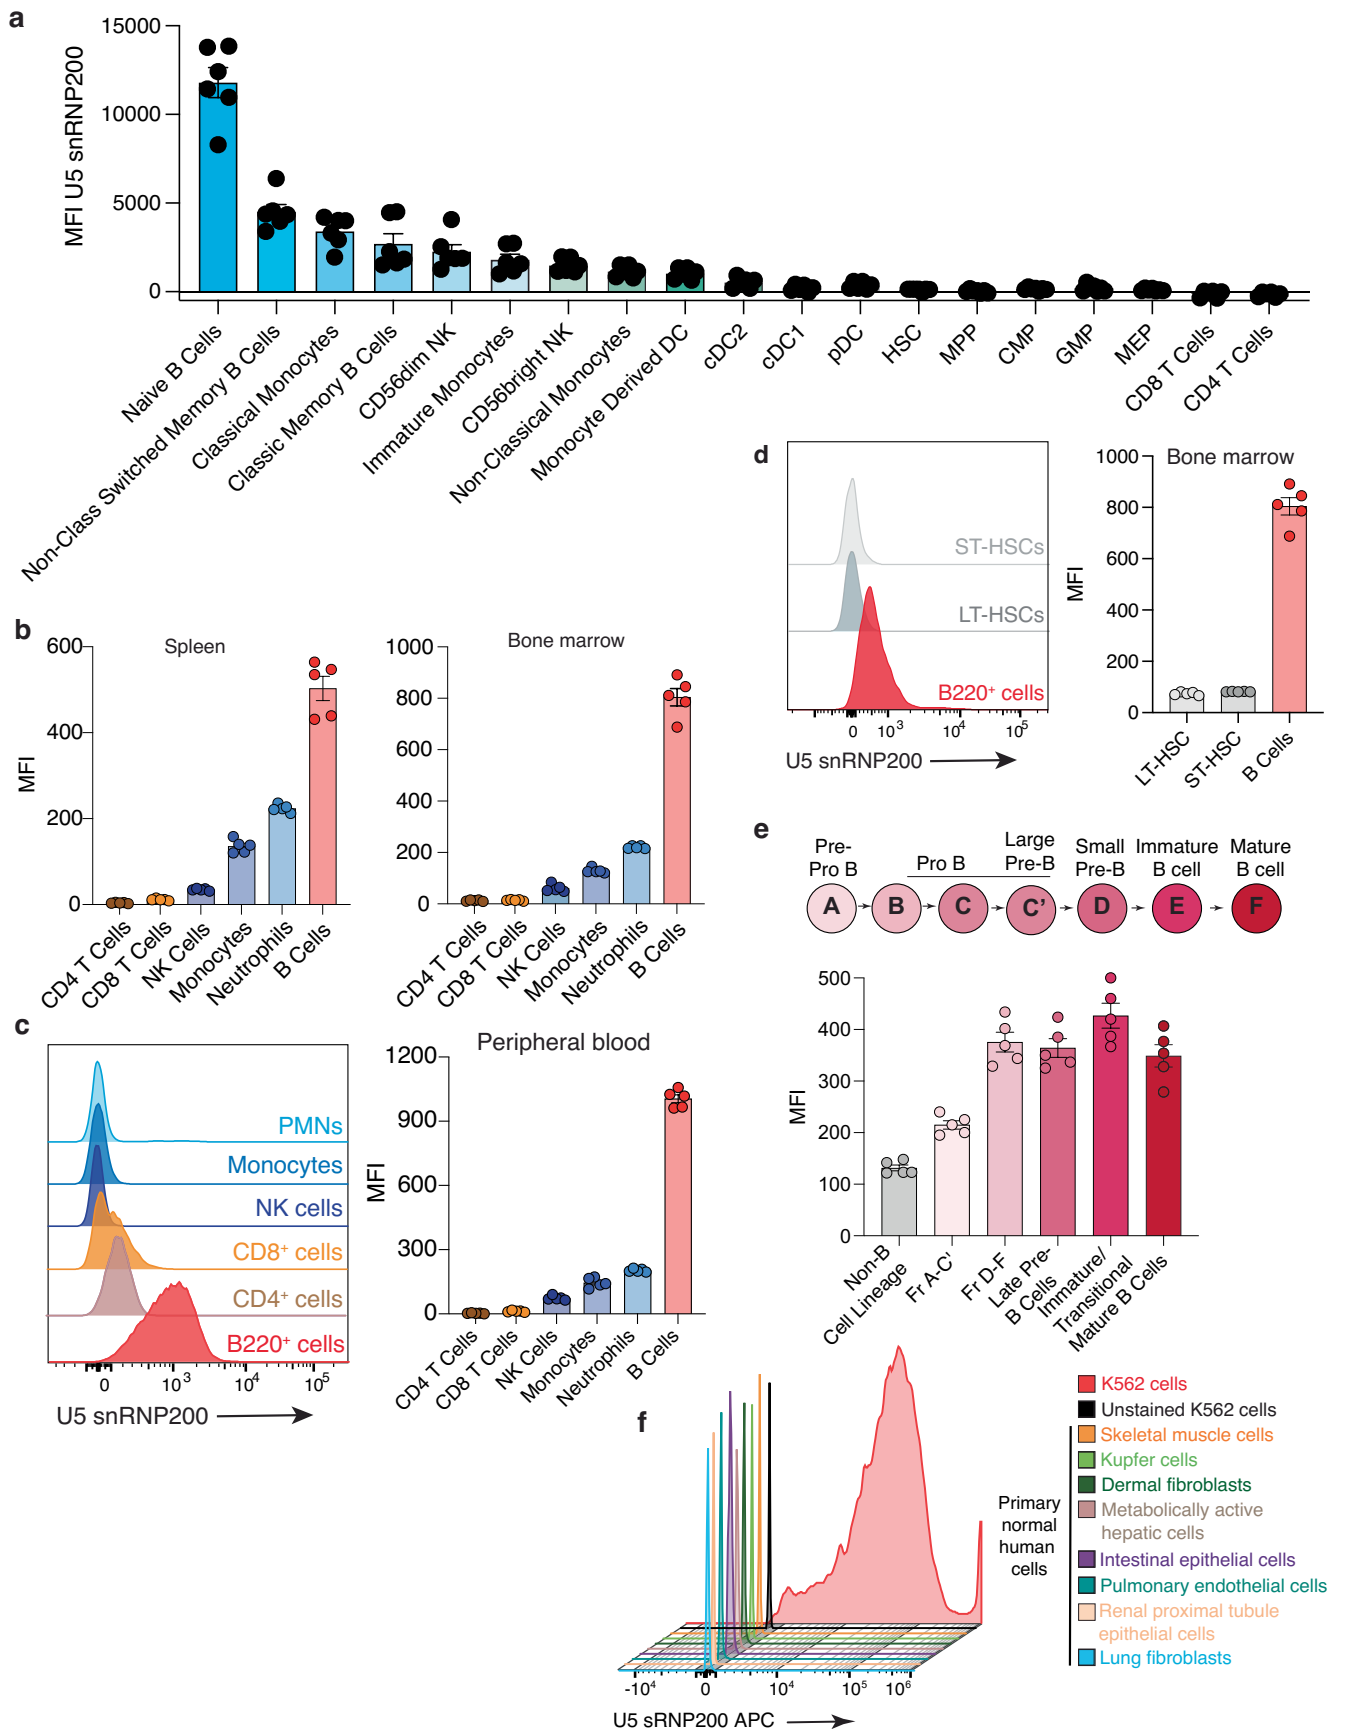 a
MFI U5 snRNP200
15000
10000
5000
0
Naive B Cells
Non-Class Switched Memory B Cells
Classical Monocytes
Classic Memory B Cells
CD56dim NK
Immature Monocytes
CD56bright NK
Non-Classical Monocytes
Monocyte Derived DC
cDC2
cDC1
pDC
HSC
MPP
CMP
GMP
MEP
CD8 T Cells
CD4 T Cells
b
Spleen
MFI
600
400
200
0
CD4 T Cells
CD8 T Cells
NK Cells
Monocytes
Neutrophils
B Cells
Bone marrow
1000
800
600
400
200
0
CD4 T Cells
CD8 T Cells
NK Cells
Monocytes
Neutrophils
B Cells
c
PMNs
Monocytes
NK cells
CD8+ cells
CD4+ cells
B220+ cells
0 10³ 10⁴ 10⁵
U5 snRNP200
Peripheral blood
MFI
1200
900
600
300
0
CD4 T Cells
CD8 T Cells
NK Cells
Monocytes
Neutrophils
B Cells
d
ST-HSCs
LT-HSCs
B220+ cells
0 10³ 10⁴ 10⁵
U5 snRNP200
Bone marrow
MFI
1000
800
600
400
200
0
LT-HSC
ST-HSC
B Cells
e
Pre-
Pro B
Pro B
Large
Pre-B
Small
Pre-B
Immature
B cell
Mature
B cell
A B C C’ D E F
MFI
500
400
300
200
100
0
Non-B
Cell Lineage
Fr A-C'
Fr D-F
Late Pre-
B Cells
Immature/
Transitional
Mature B Cells
f
-10⁴ 0 10⁴ 10⁵ 10⁶
U5 sRNP200 APC
K562 cells
Unstained K562 cells
Primary
normal
human
cells
Skeletal muscle cells
Kupfer cells
Dermal fibroblasts
Metabolically active
hepatic cells
Intestinal epithelial cells
Pulmonary endothelial cells
Renal proximal tubule
epithelial cells
Lung fibroblasts